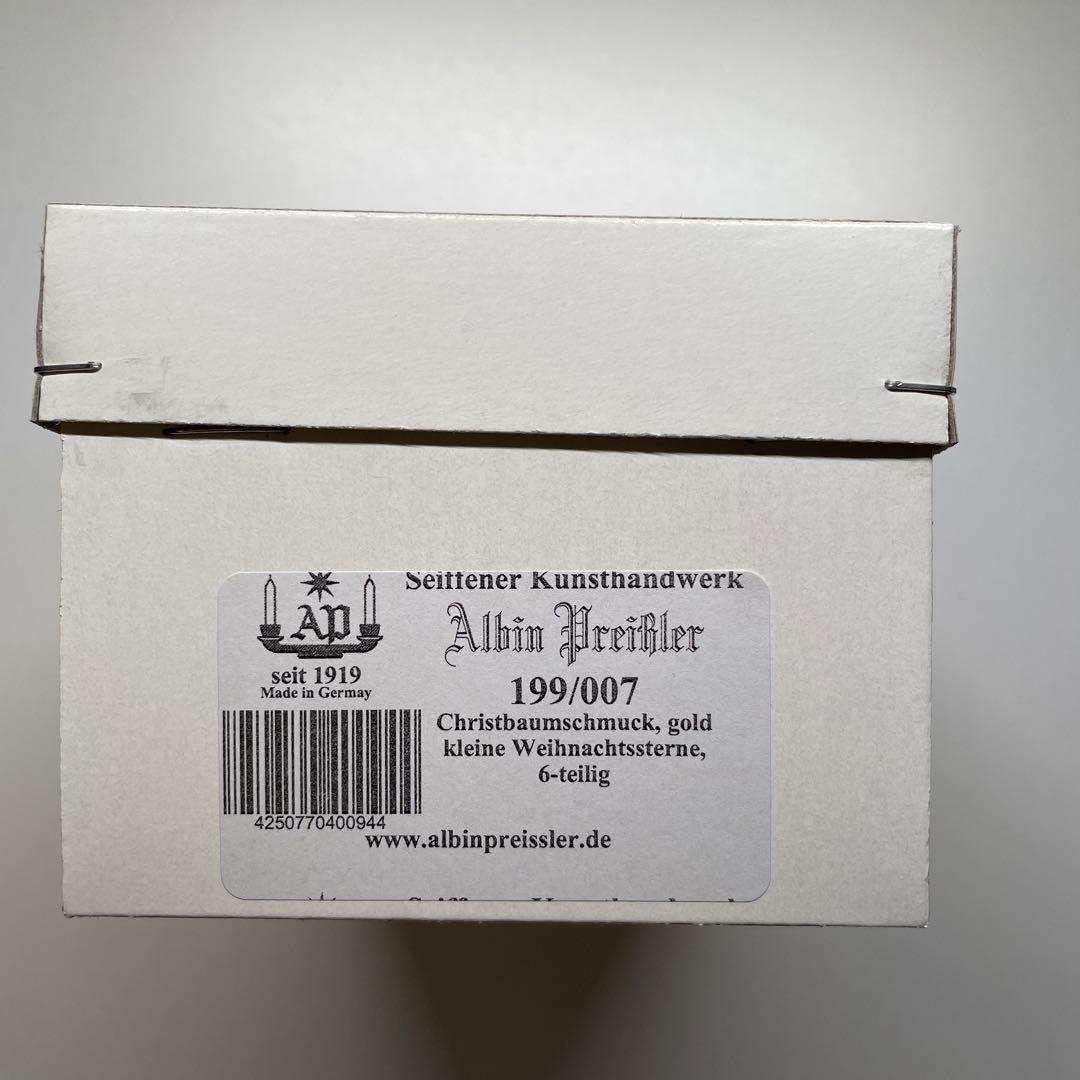 Seiffener Kunsthandwerk
AP
Albin Preißler
seit 1919
Made in Germay
199/007
Christbaumschmuck, gold
kleine Weihnachtssterne,
6-teilig
4250770400944
www.albinpreissler.de